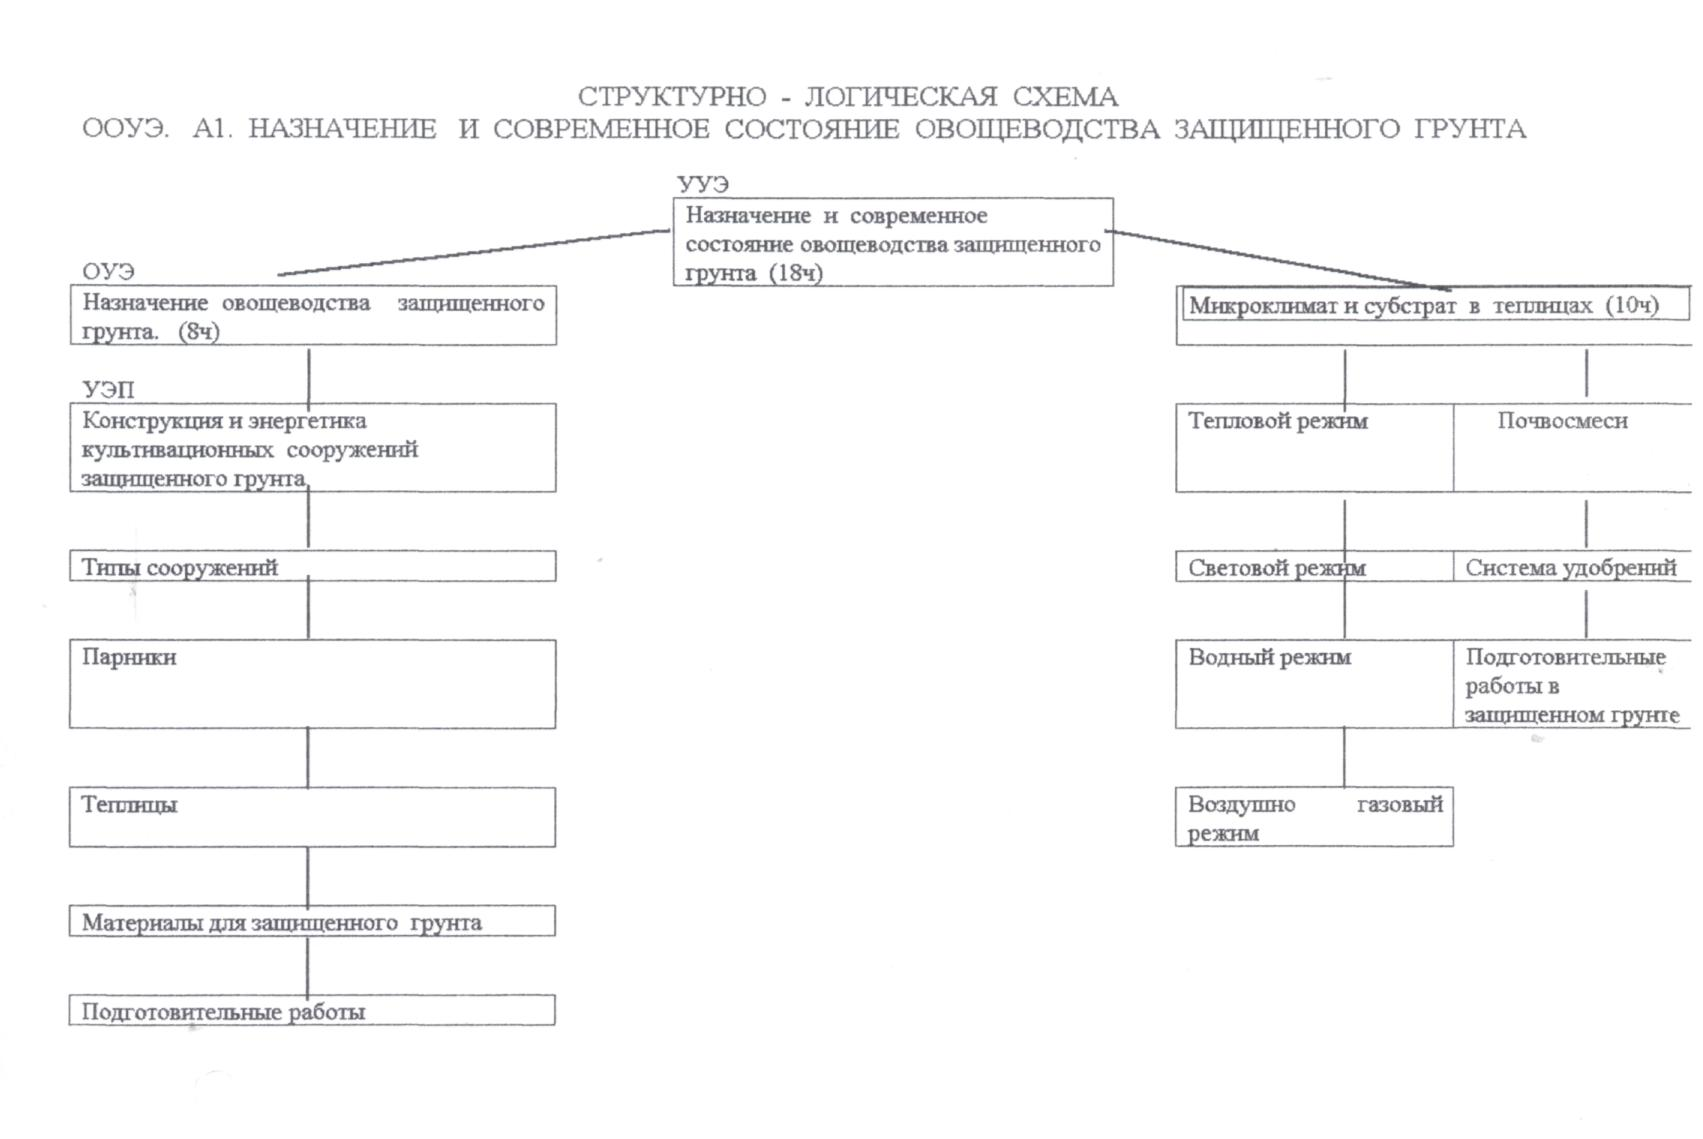 СТРУКТУРНО - ЛОГИЧЕСКАЯ СХЕМА
ООУЭ. А1. НАЗНАЧЕНИЕ И СОВРЕМЕННОЕ СОСТОЯНИЕ ОВОЩЕВОДСТВА ЗАЩИЩЕННОГО ГРУНТА
УУЭ
Назначение и современное
состояние овощеводства защищенного
грунта (18ч)
ОУЭ
Назначение овощеводства защищенного
грунта. (8ч)
УЭП
Конструкция и энергетика
культивационных сооружений
защищенного грунта
Типы сооружений
Парники
Теплицы
Материалы для защищенного грунта
Подготовительные работы
Микроклимат и субстрат в теплицах (10ч)
Тепловой режим
Почвосмеси
Световой режим
Система удобрений
Водный режим
Подготовительные
работы в
защищенном грунте
Воздушно газовый
режим